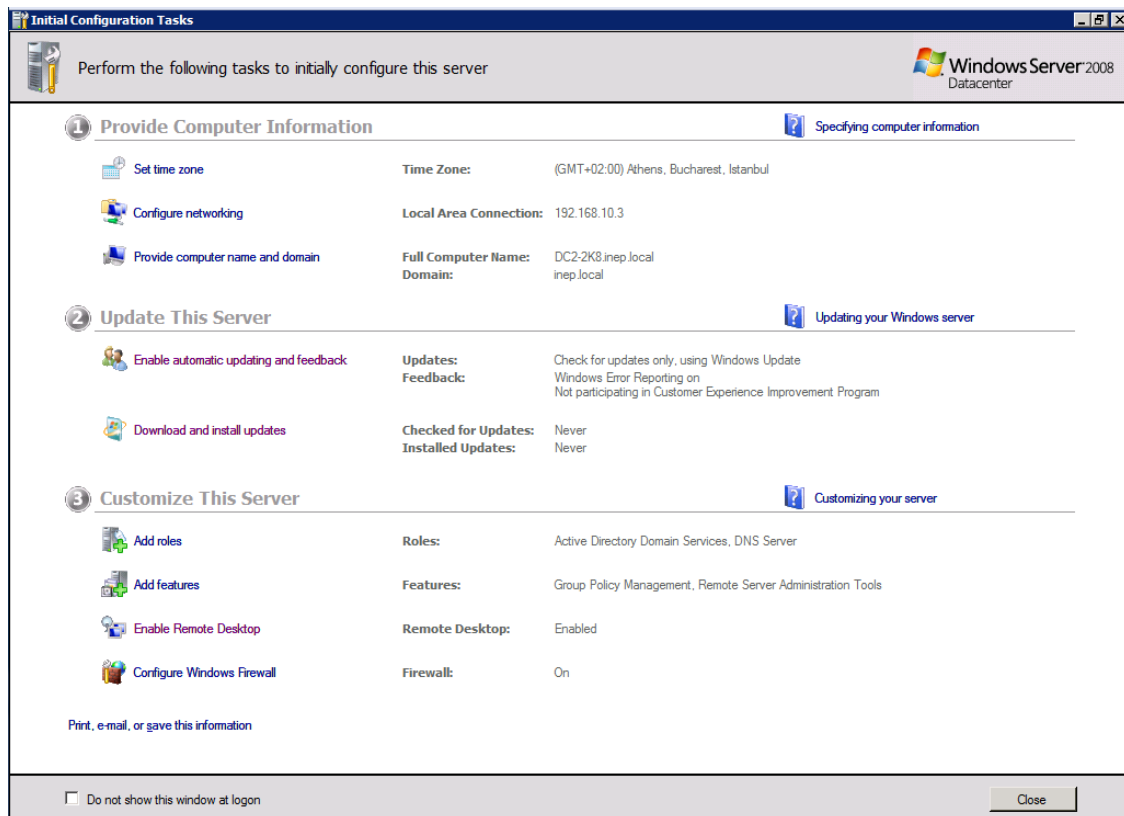 Initial Configuration Tasks
Perform the following tasks to initially configure this server
Windows Server 2008
Datacenter
1 Provide Computer Information
Specifying computer information
Set time zone Time Zone: (GMT+02:00) Athens, Bucharest, Istanbul
Configure networking Local Area Connection: 192.168.10.3
Provide computer name and domain Full Computer Name: DC2-2K8.inep.local
Domain: inep.local
2 Update This Server
Updating your Windows server
Enable automatic updating and feedback Updates: Check for updates only, using Windows Update
Feedback: Windows Error Reporting on
Not participating in Customer Experience Improvement Program
Download and install updates Checked for Updates: Never
Installed Updates: Never
3 Customize This Server
Customizing your server
Add roles Roles: Active Directory Domain Services, DNS Server
Add features Features: Group Policy Management, Remote Server Administration Tools
Enable Remote Desktop Remote Desktop: Enabled
Configure Windows Firewall Firewall: On
Print, e-mail, or save this information
Do not show this window at logon
Close